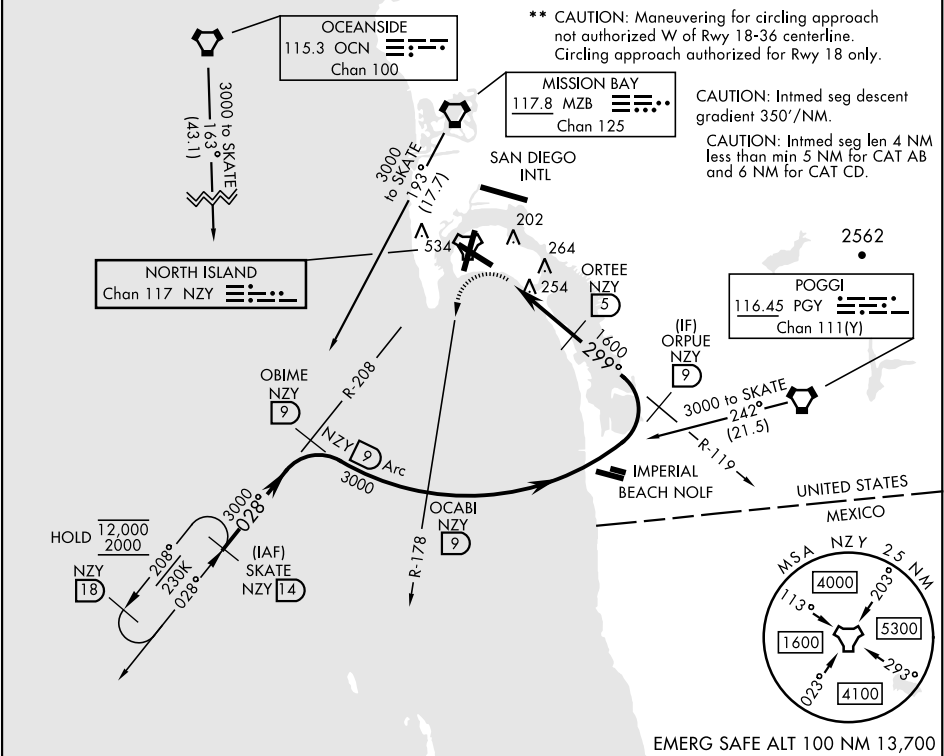 OCEANSIDE
115.3 OCN
Chan 100
** CAUTION: Maneuvering for circling approach
not authorized W of Rwy 18-36 centerline.
Circling approach authorized for Rwy 18 only.
MISSION BAY
117.8 MZB
Chan 125
CAUTION: Intmed seg descent
gradient 350'/NM.
CAUTION: Intmed seg len 4 NM
less than min 5 NM for CAT AB
and 6 NM for CAT CD.
3000 to SKATE
163°
(43.1)
3000
to SKATE
193°
(17.7)
SAN DIEGO
INTL
534
202
264
254
2562
NORTH ISLAND
Chan 117 NZY
ORTEE
NZY
5
POGGI
116.45 PGY
Chan 111(Y)
1600
299°
(IF)
ORPUE
NZY
9
3000 to SKATE
242°
(21.5)
R-119
OBIME
NZY
9
R-208
NZY 9 Arc
3000
IMPERIAL
BEACH NOLF
UNITED STATES
MEXICO
OCABI
NZY
9
R-178
3000
028°
HOLD 12,000
2000
208°
230K
028°
NZY
18
(IAF)
SKATE
NZY 14
MSA NZY 25 NM
4000
113°
203°
1600
5300
023°
293°
4100
EMERG SAFE ALT 100 NM 13,700